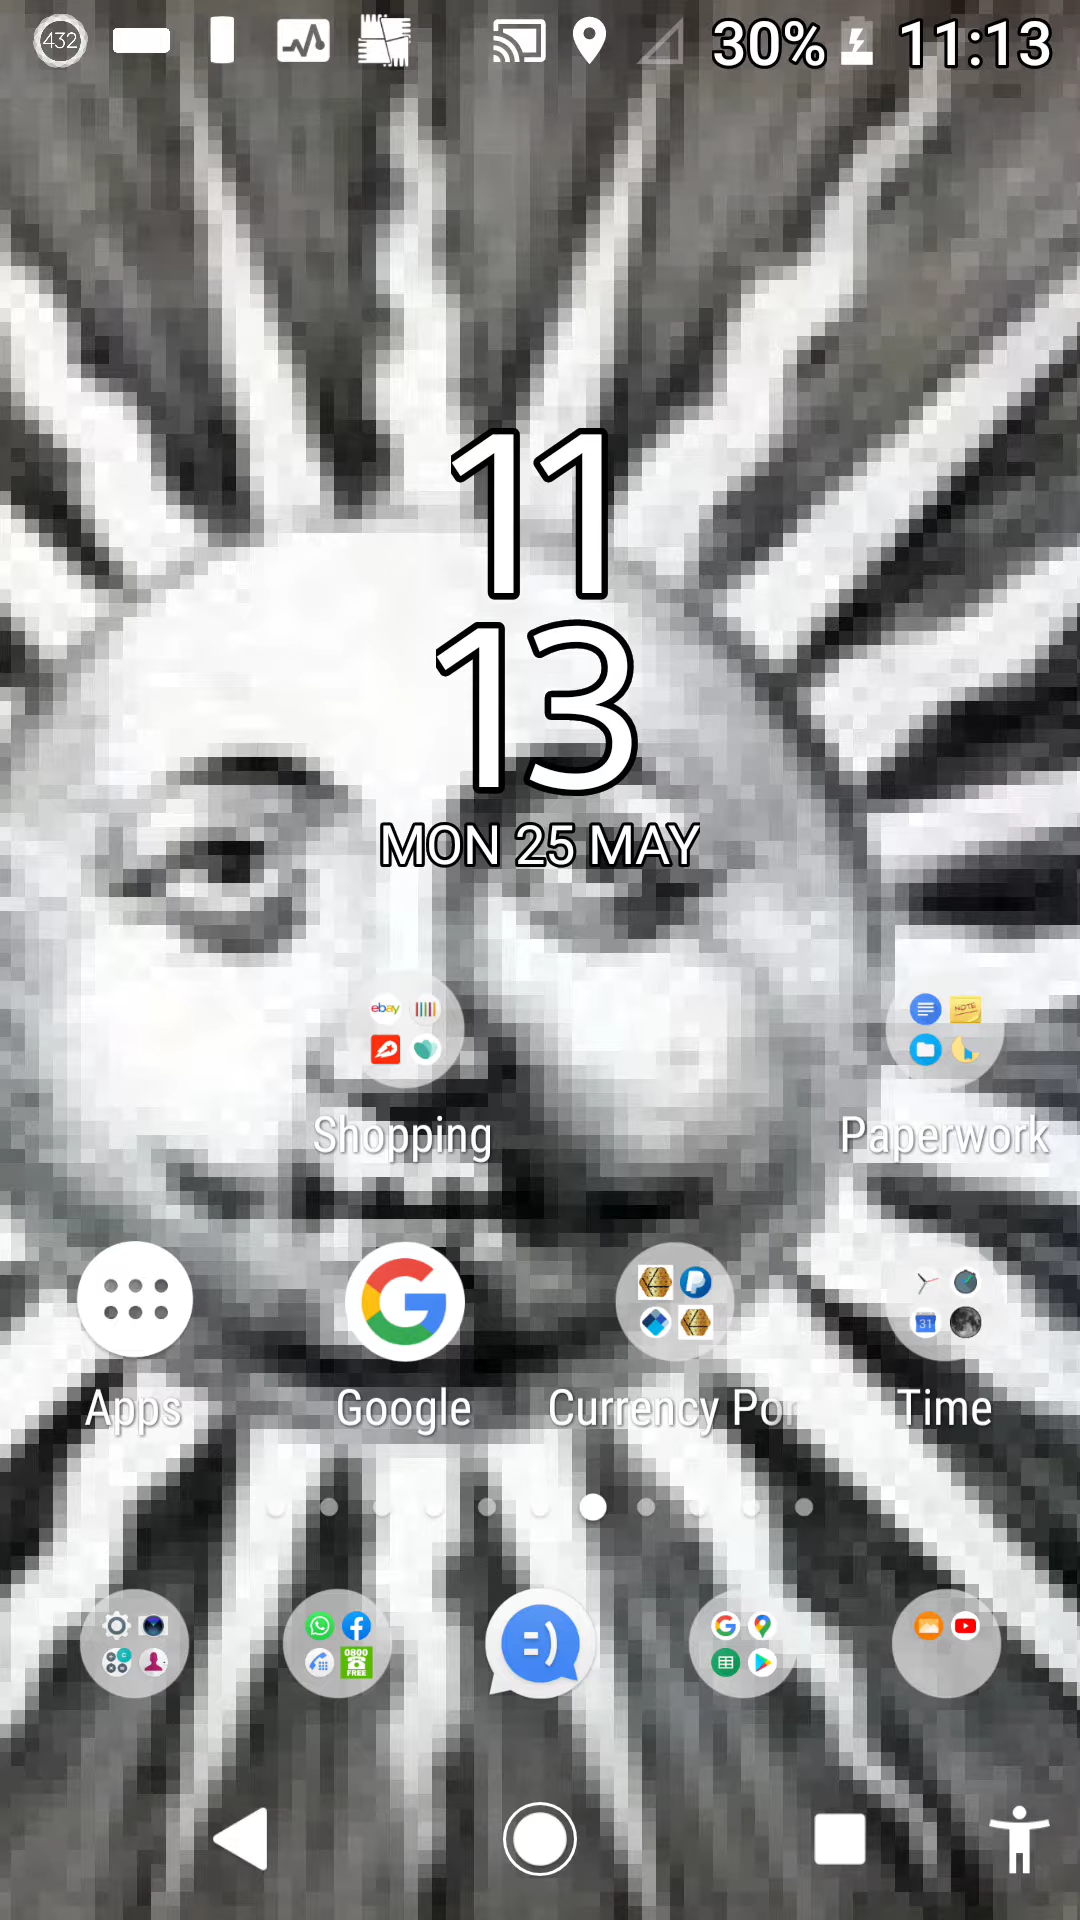 432
30%
11:13
11
13
MON 25 MAY
ebay
NOTE
Shopping
Paperwork
31
Apps
Google
Currency Por
Time
0800
FREE